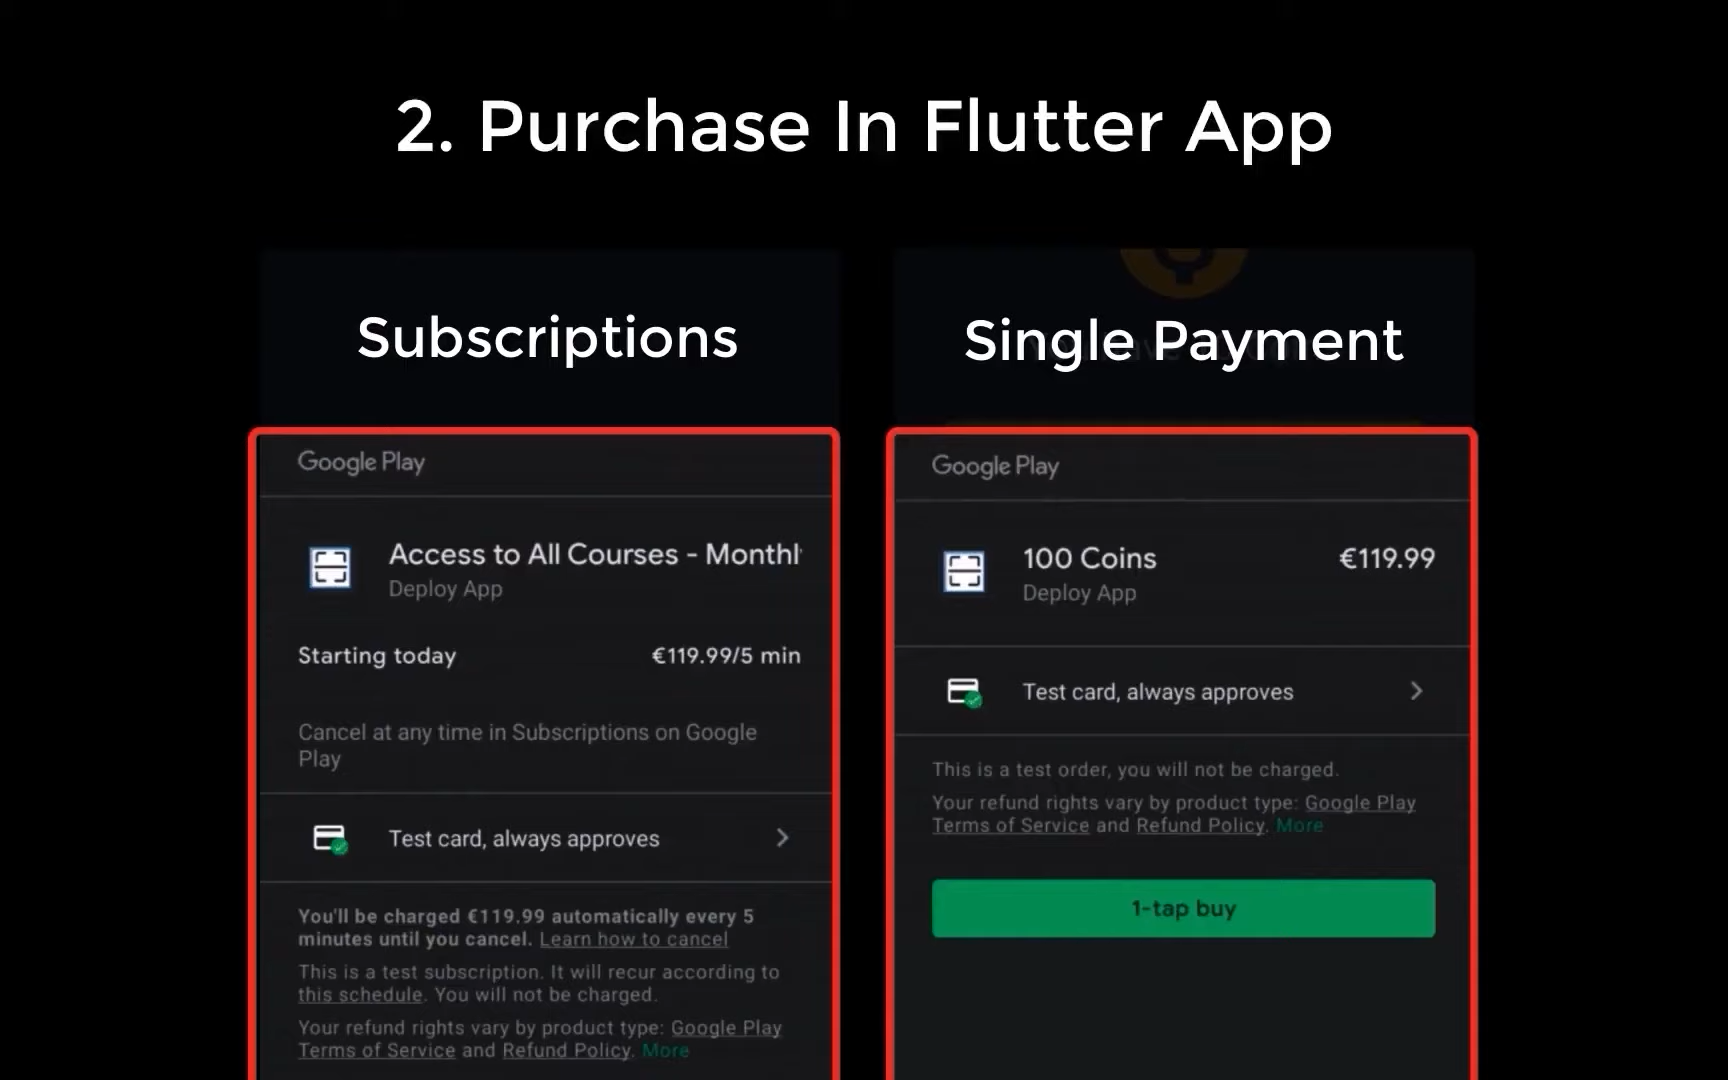 2. Purchase In Flutter App
Subscriptions
Google Play
Access to All Courses - Monthl
Deploy App
Starting today €119.99/5 min
Cancel at any time in Subscriptions on Google
Play
Test card, always approves
You'll be charged €119.99 automatically every 5
minutes until you cancel. Learn how to cancel
This is a test subscription. It will recur according to
this schedule. You will not be charged.
Your refund rights vary by product type: Google Play
Terms of Service and Refund Policy. More
Single Payment
Google Play
100 Coins €119.99
Deploy App
Test card, always approves
This is a test order, you will not be charged.
Your refund rights vary by product type: Google Play
Terms of Service and Refund Policy. More
1-tap buy